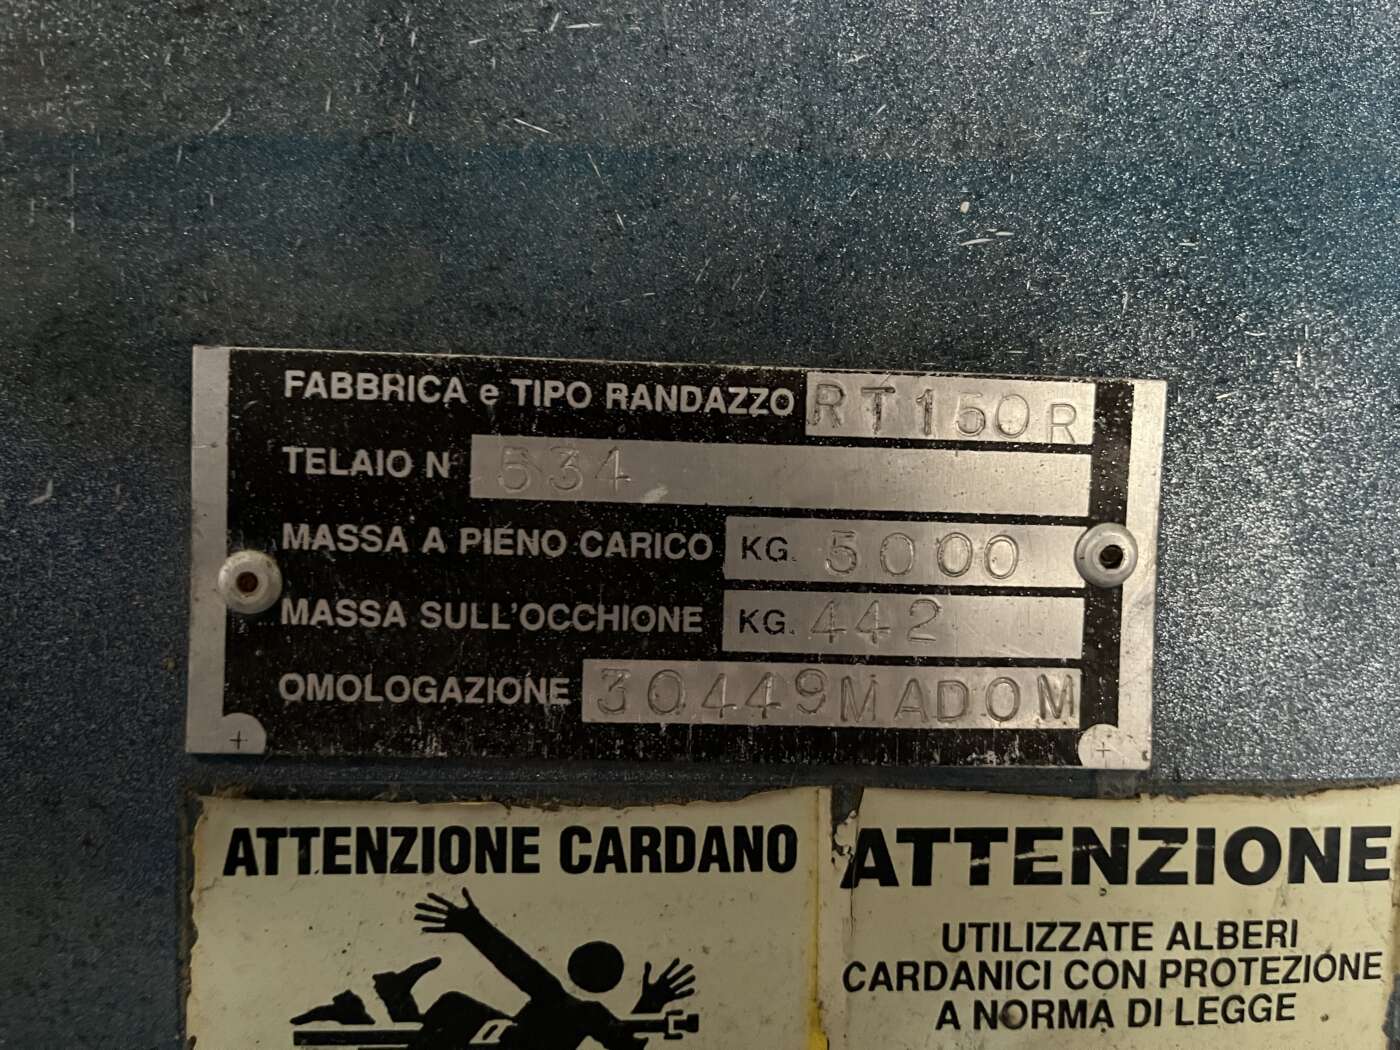 FABBRICA e TIPO RANDAZZO RT150R
TELAIO N° 534
MASSA A PIENO CARICO KG. 5000
MASSA SULL'OCCHIONE KG. 442
OMOLOGAZIONE 30449MADOM
ATTENZIONE CARDANO
ATTENZIONE
UTILIZZATE ALBERI
CARDANICI CON PROTEZIONE
A NORMA DI LEGGE